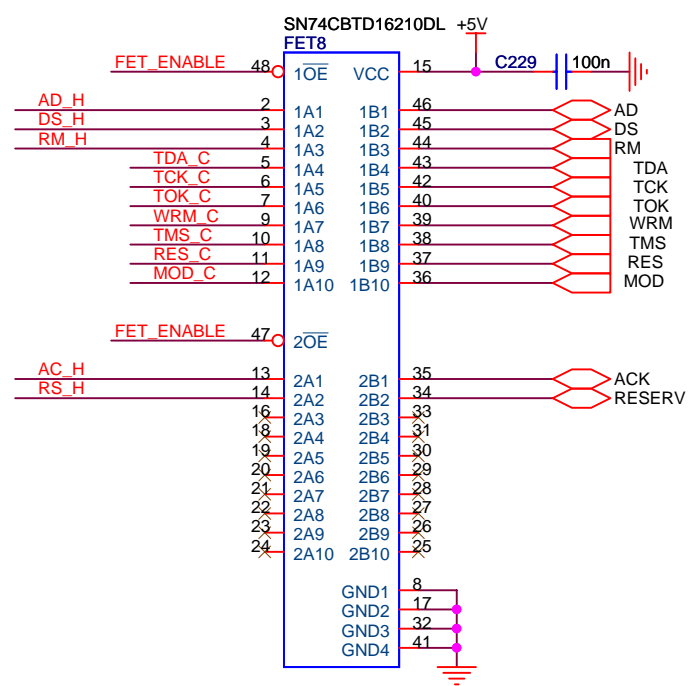 SN74CBTD16210DL +5V
FET8
FET_ENABLE 48 1OE VCC 15 C229 100n
AD_H 2 1A1 1B1 46 AD
DS_H 3 1A2 1B2 45 DS
RM_H 4 1A3 1B3 44 RM
TDA_C 5 1A4 1B4 43 TDA
TCK_C 6 1A5 1B5 42 TCK
TOK_C 7 1A6 1B6 40 TOK
WRM_C 9 1A7 1B7 39 WRM
TMS_C 10 1A8 1B8 38 TMS
RES_C 11 1A9 1B9 37 RES
MOD_C 12 1A10 1B10 36 MOD
FET_ENABLE 47 2OE
AC_H 13 2A1 2B1 35 ACK
RS_H 14 2A2 2B2 34 RESERV
16 2A3 2B3 33
18 2A4 2B4 31
19 2A5 2B5 30
20 2A6 2B6 29
21 2A7 2B7 28
22 2A8 2B8 27
23 2A9 2B9 26
24 2A10 2B10 25
GND1 8
GND2 17
GND3 32
GND4 41